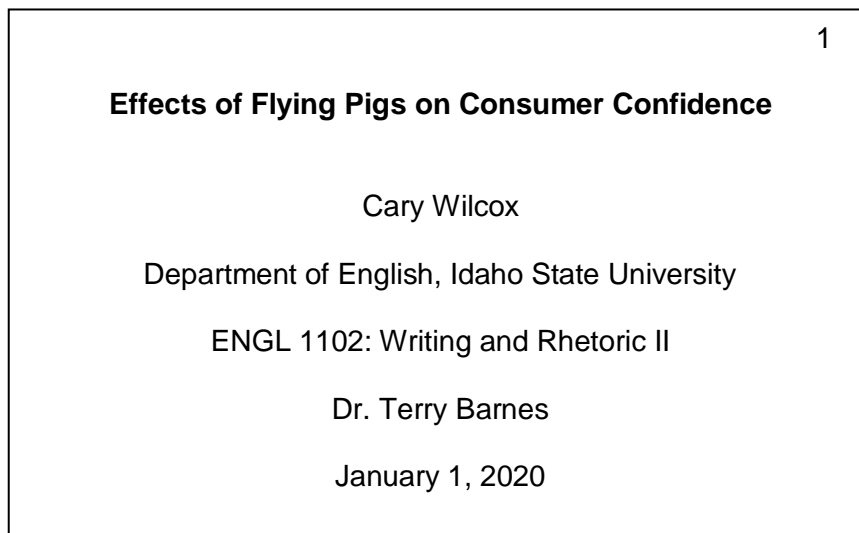 1
Effects of Flying Pigs on Consumer Confidence
Cary Wilcox
Department of English, Idaho State University
ENGL 1102: Writing and Rhetoric II
Dr. Terry Barnes
January 1, 2020